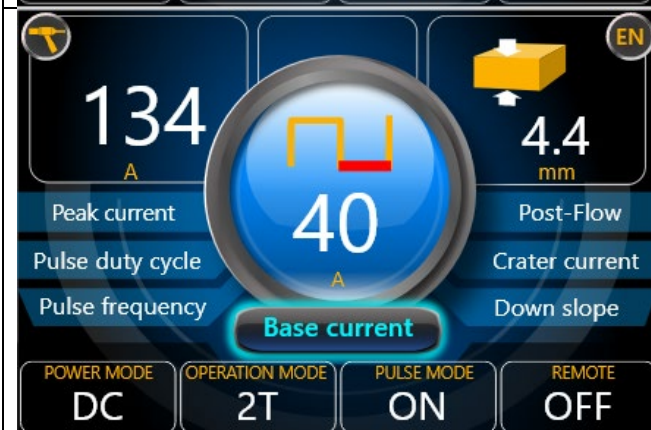 EN
134
A
4.4
mm
40
A
Peak current
Pulse duty cycle
Pulse frequency
Post-Flow
Crater current
Down slope
Base current
POWER MODE
DC
OPERATION MODE
2T
PULSE MODE
ON
REMOTE
OFF